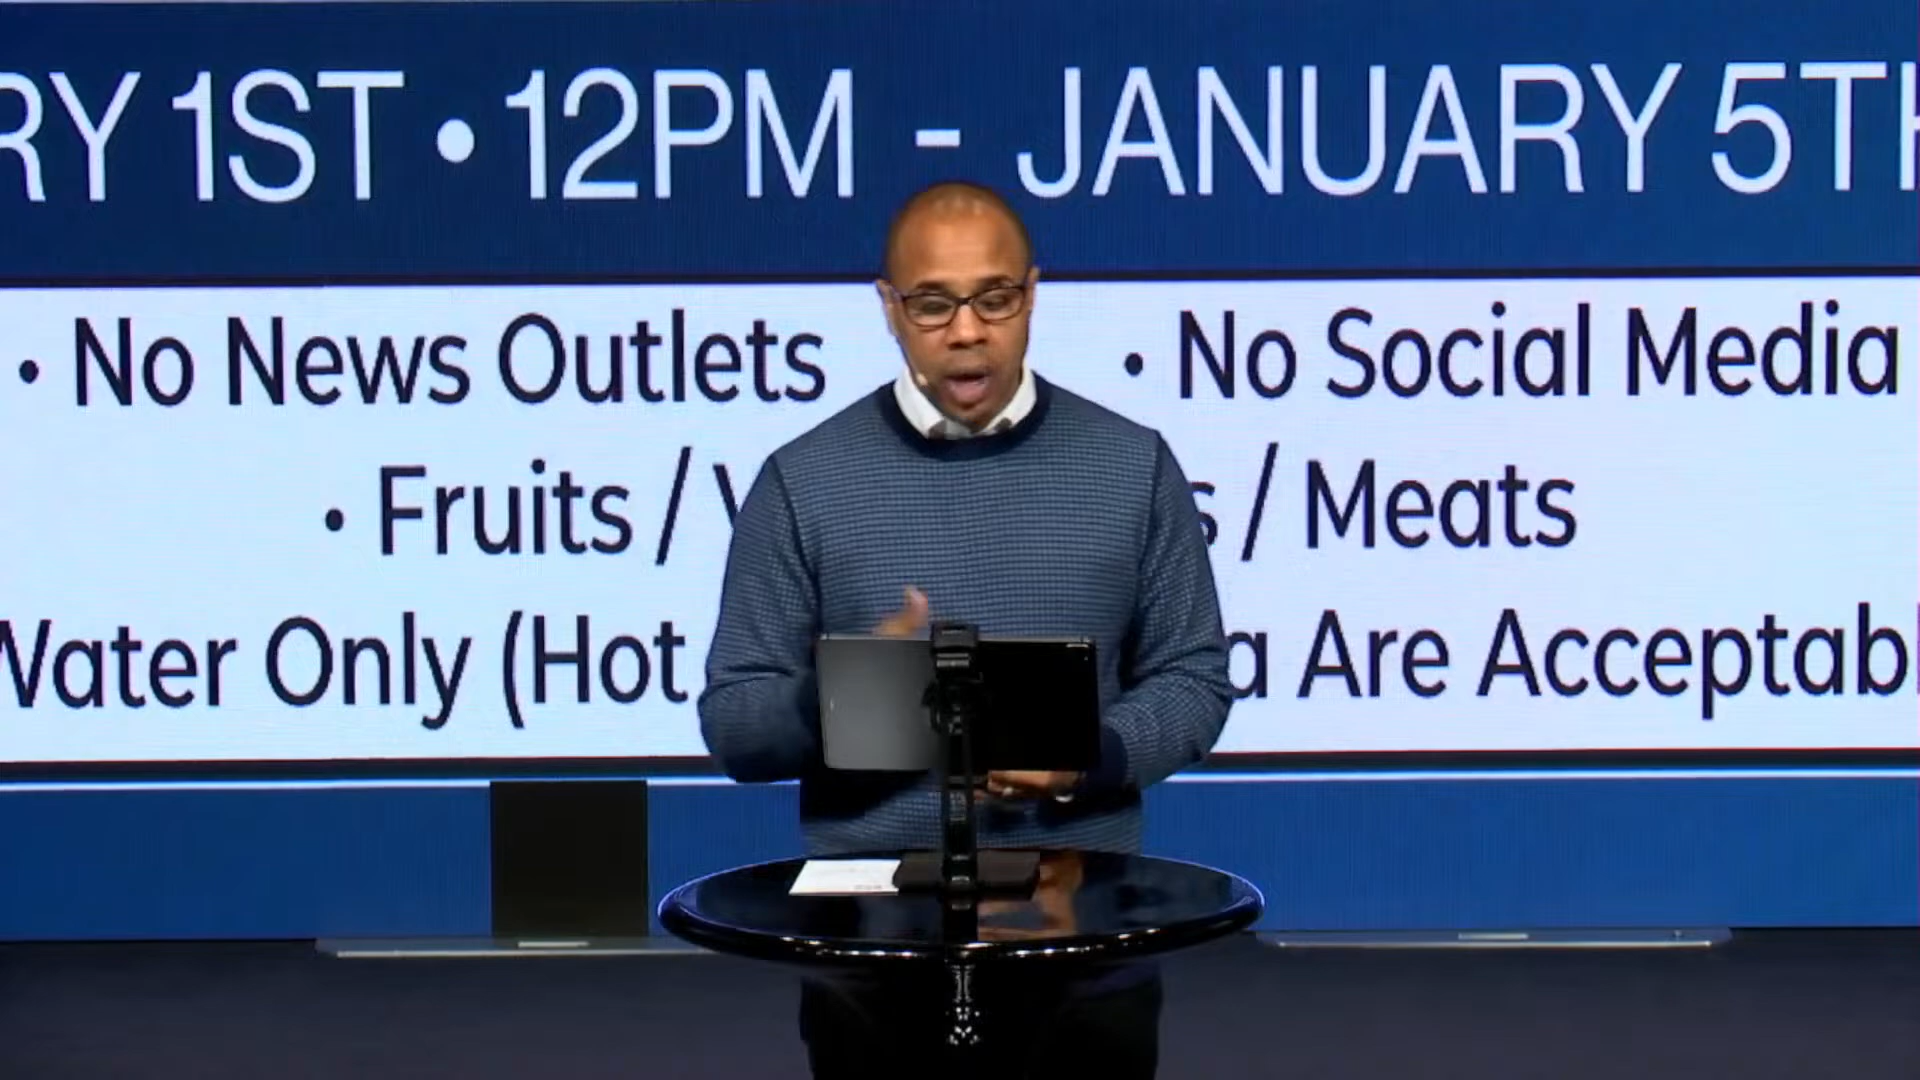 RY 1ST • 12PM - JANUARY 5TH
• No News Outlets • No Social Media
• Fruits / / Meats
Water Only (Hot Are Acceptabl